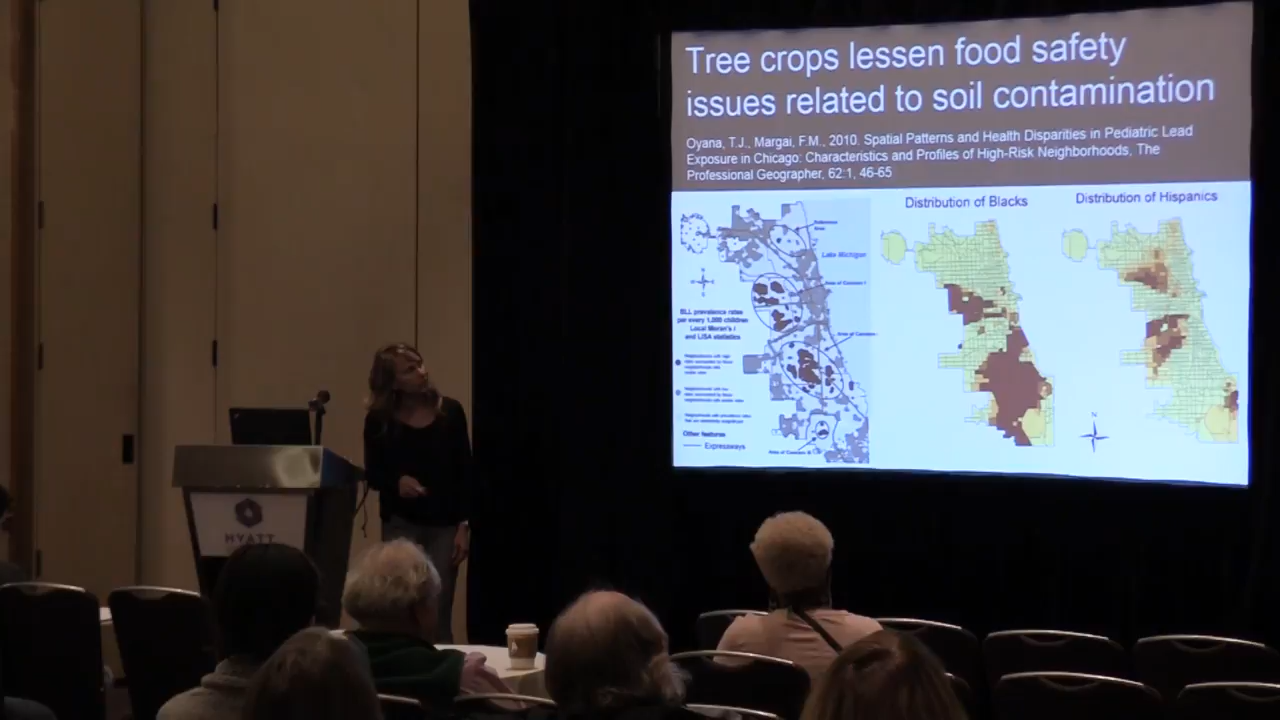 Tree crops lessen food safety
issues related to soil contamination
Oyana, T.J., Margai, F.M., 2010. Spatial Patterns and Health Disparities in Pediatric Lead
Exposure in Chicago: Characteristics and Profiles of High-Risk Neighborhoods, The
Professional Geographer, 62:1, 46-65
Distribution of Blacks
Distribution of Hispanics
Reference
Area
Lake Michigan
N
BLL prevalence rates
per every 1,000 children
Local Moran's I
and LISA statistics
Other features
Expressways
N
HYATT